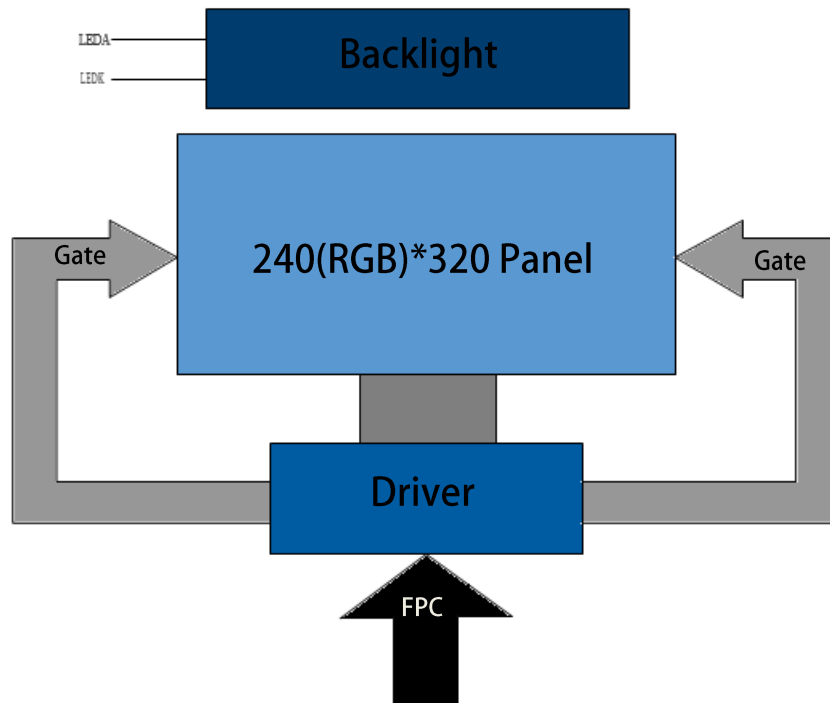 LEDA
Backlight
LEDK
Gate
240(RGB)*320 Panel
Gate
Driver
FPC